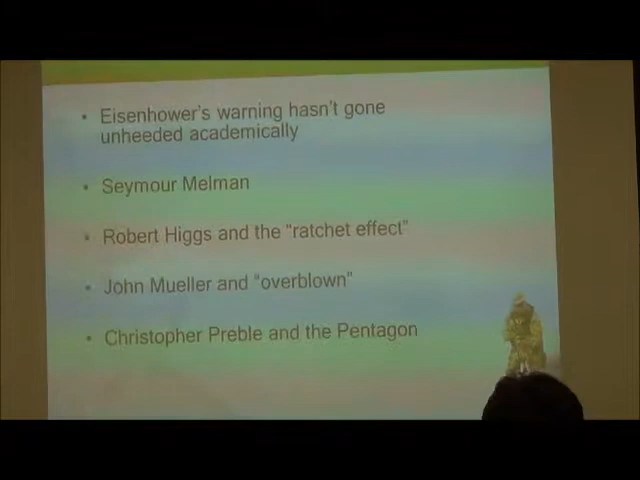 • Eisenhower's warning hasn't gone
unheeded academically
• Seymour Melman
• Robert Higgs and the "ratchet effect"
• John Mueller and "overblown"
• Christopher Preble and the Pentagon